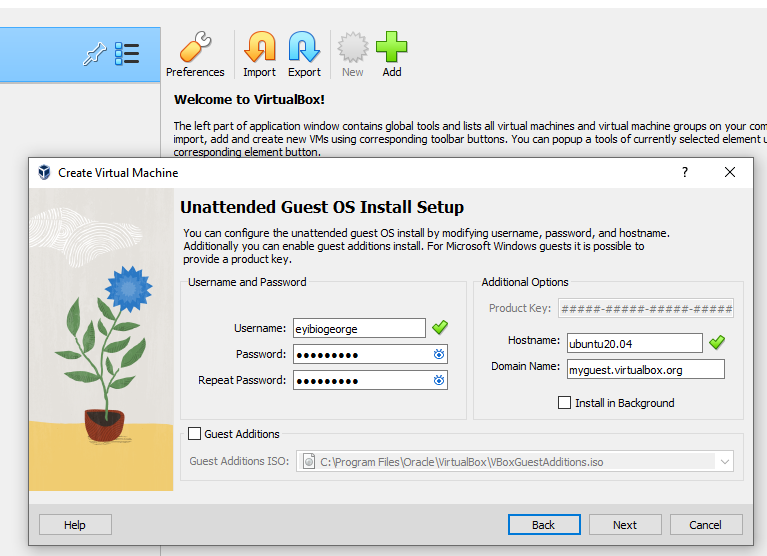 Preferences
Import
Export
New
Add
Welcome to VirtualBox!
The left part of application window contains global tools and lists all virtual machines and virtual machine groups on your com
import, add and create new VMs using corresponding toolbar buttons. You can popup a tools of currently selected element u
corresponding element button.
Create Virtual Machine
?
Unattended Guest OS Install Setup
You can configure the unattended guest OS install by modifying username, password, and hostname.
Additionally you can enable guest additions install. For Microsoft Windows guests it is possible to
provide a product key.
Username and Password
Username: eyibiogeorge
Password: •••••••••
Repeat Password: •••••••••
Additional Options
Product Key: #####-#####-#####-#####
Hostname: ubuntu20.04
Domain Name: myguest.virtualbox.org
Install in Background
Guest Additions
Guest Additions ISO: C:\Program Files\Oracle\VirtualBox\VBoxGuestAdditions.iso
Help
Back
Next
Cancel